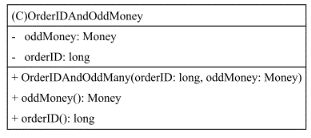 (C)OrderIDAndOddMoney
- oddMoney: Money
- orderID: long
+ OrderIDAndOddMany(orderID: long, oddMoney: Money)
+ oddMoney(): Money
+ orderID(): long